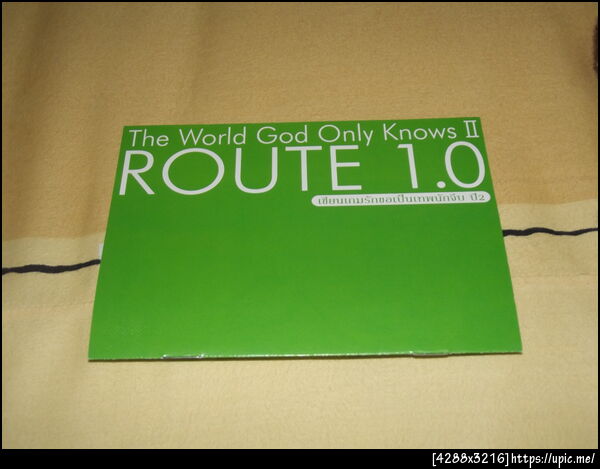 The World God Only Knows II
ROUTE 1.0
เซียนเกมรักขอเป็นเทพนักจีบ ปี2
[4288x3216]https://upic.me/